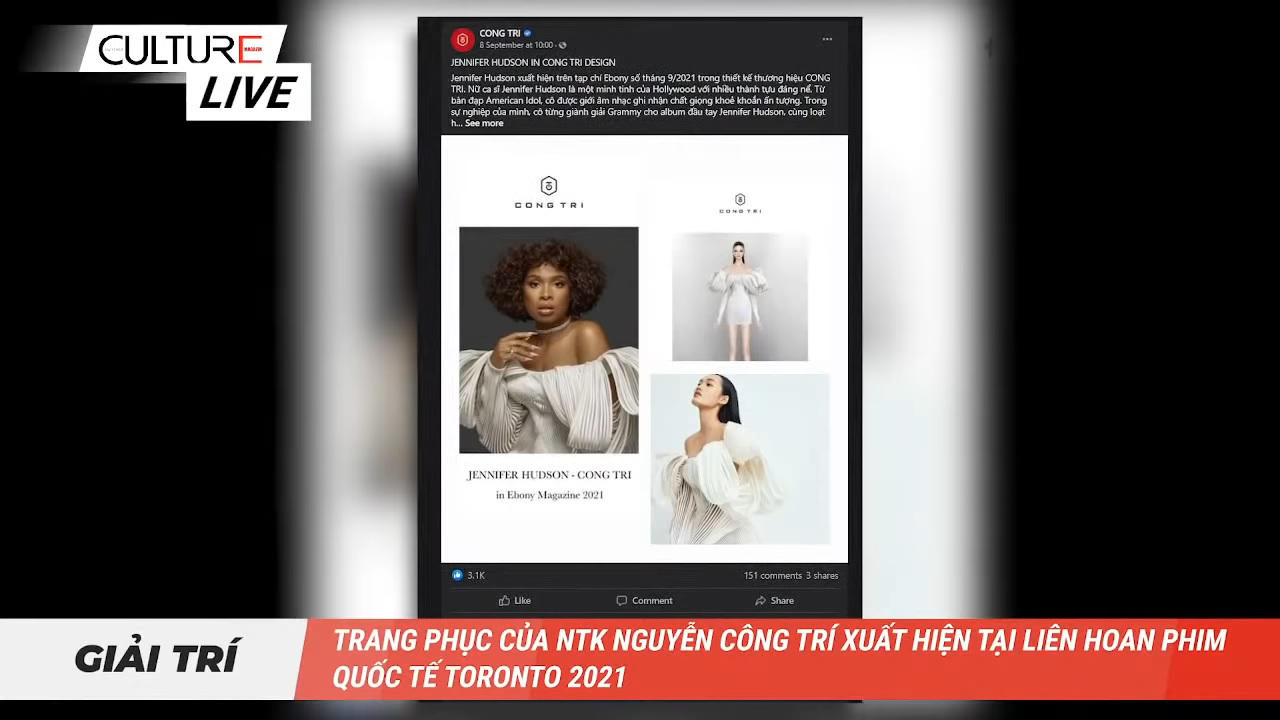 CULTURE
MAGAZIN
LIVE
CONG TRI
8 September at 10:00 ·
JENNIFER HUDSON IN CONG TRI DESIGN
Jennifer Hudson xuất hiện trên tạp chí Ebony số tháng 9/2021 trong thiết kế thương hiệu CONG
TRI. Nữ ca sĩ Jennifer Hudson là một minh tinh của Hollywood với nhiều thành tựu đáng nể. Từ
bản đạp American Idol, cô được giới âm nhạc ghi nhận chất giọng khoẻ khoắn ấn tượng. Trong
sự nghiệp của mình, cô từng giành giải Grammy cho album đầu tay Jennifer Hudson, cùng loạt
h... See more
CONG TRI
CONG TRI
JENNIFER HUDSON - CONG TRI
in Ebony Magazine 2021
3.1K
151 comments 3 shares
Like
Comment
Share
GIẢI TRÍ
TRANG PHỤC CỦA NTK NGUYỄN CÔNG TRÍ XUẤT HIỆN TẠI LIÊN HOAN PHIM
QUỐC TẾ TORONTO 2021